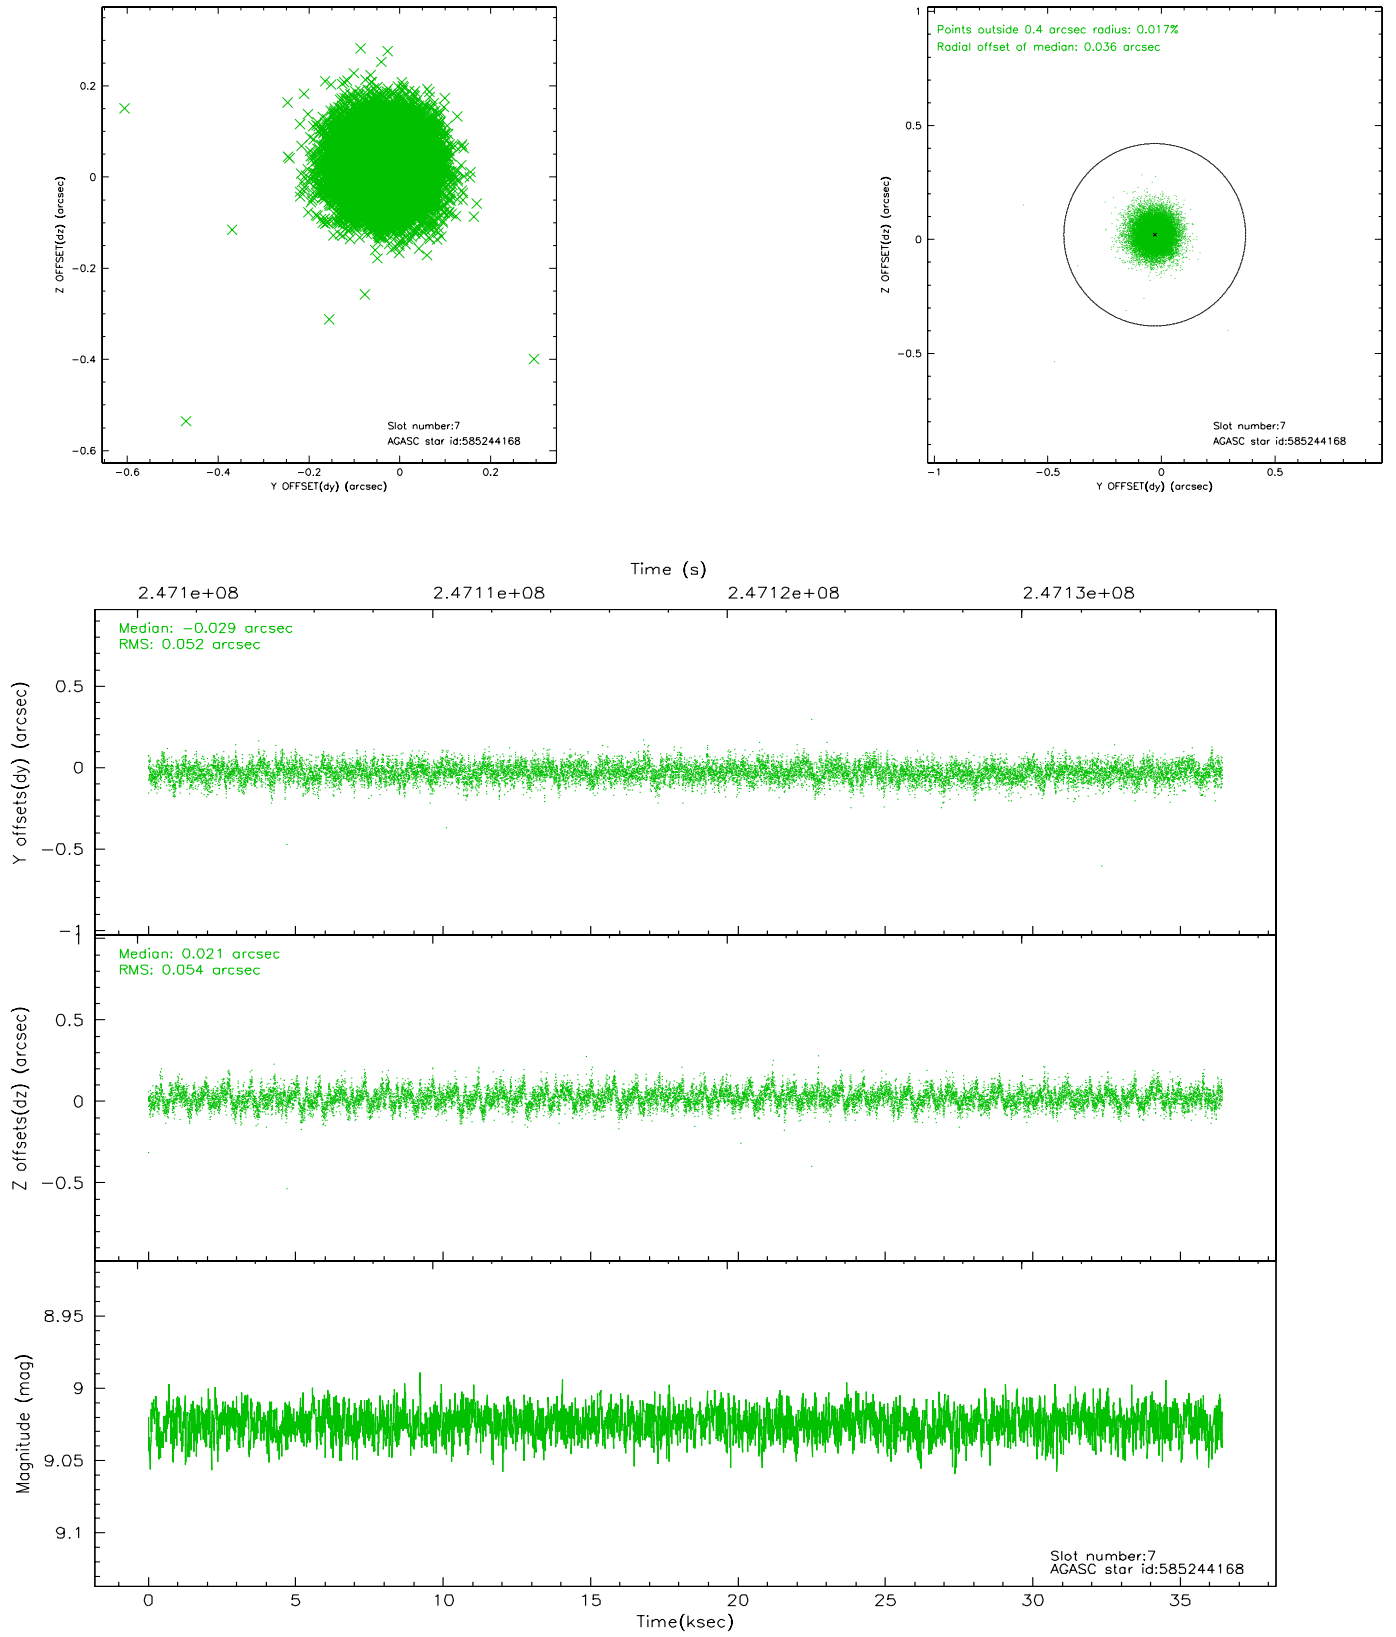 0.2
0
−0.2
−0.4
−0.6
Z OFFSET(dz) (arcsec)
Slot number:7
AGASC star id:585244168
−0.6 −0.4 −0.2 0 0.2
Y OFFSET(dy) (arcsec)
Points outside 0.4 arcsec radius: 0.017%
Radial offset of median: 0.036 arcsec
1
0.5
0
−0.5
Z OFFSET(dz) (arcsec)
Slot number:7
AGASC star id:585244168
−1 −0.5 0 0.5
Y OFFSET(dy) (arcsec)
Time (s)
2.471e+08 2.4711e+08 2.4712e+08 2.4713e+08
Median: −0.029 arcsec
RMS: 0.052 arcsec
0.5
0
−0.5
−1
Y offsets(dy) (arcsec)
Median: 0.021 arcsec
RMS: 0.054 arcsec
1
0.5
0
−0.5
Z offsets(dz) (arcsec)
8.95
9
9.05
9.1
Magnitude (mag)
Slot number:7
AGASC star id:585244168
0 5 10 15 20 25 30 35
Time(ksec)